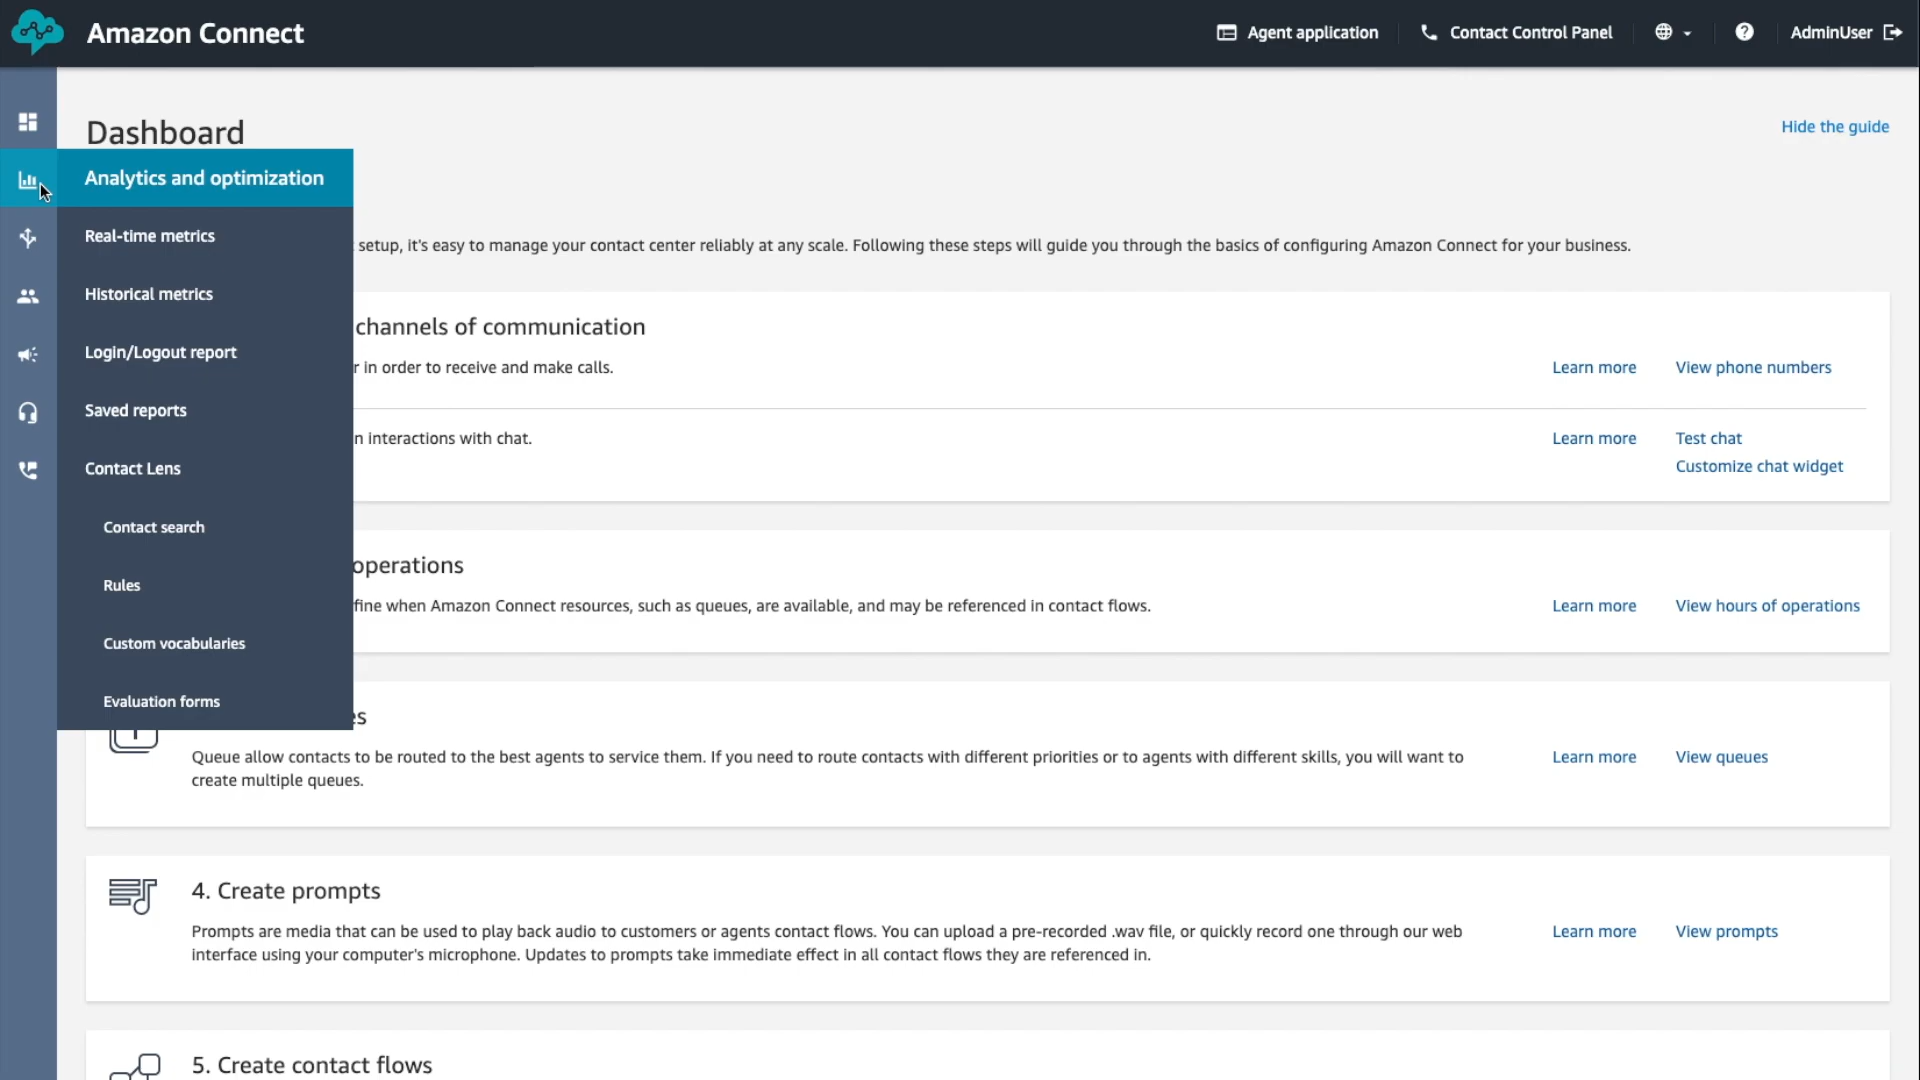 Amazon Connect
Agent application
Contact Control Panel
AdminUser
Dashboard
Hide the guide
Analytics and optimization
Real-time metrics
Historical metrics
Login/Logout report
Saved reports
Contact Lens
Contact search
Rules
Custom vocabularies
Evaluation forms
setup, it's easy to manage your contact center reliably at any scale. Following these steps will guide you through the basics of configuring Amazon Connect for your business.
channels of communication
r in order to receive and make calls.
Learn more
View phone numbers
n interactions with chat.
Learn more
Test chat
Customize chat widget
operations
fine when Amazon Connect resources, such as queues, are available, and may be referenced in contact flows.
Learn more
View hours of operations
es
Queue allow contacts to be routed to the best agents to service them. If you need to route contacts with different priorities or to agents with different skills, you will want to
create multiple queues.
Learn more
View queues
4. Create prompts
Prompts are media that can be used to play back audio to customers or agents contact flows. You can upload a pre-recorded .wav file, or quickly record one through our web
interface using your computer's microphone. Updates to prompts take immediate effect in all contact flows they are referenced in.
Learn more
View prompts
5. Create contact flows